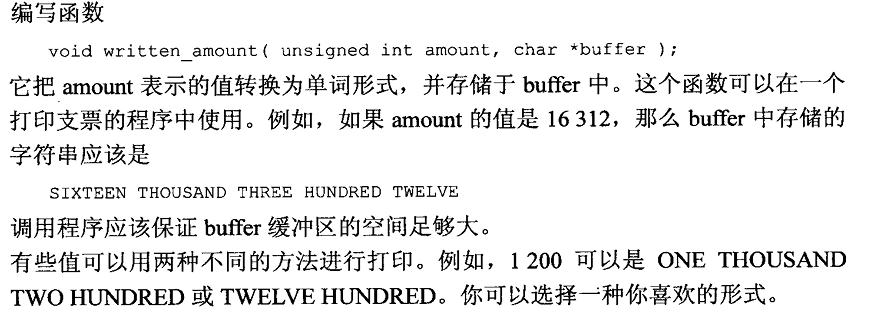 编写函数
void written_amount( unsigned int amount, char *buffer );
它把 amount 表示的值转换为单词形式，并存储于 buffer 中。这个函数可以在一个
打印支票的程序中使用。例如，如果 amount 的值是 16 312，那么 buffer 中存储的
字符串应该是
SIXTEEN THOUSAND THREE HUNDRED TWELVE
调用程序应该保证 buffer 缓冲区的空间足够大。
有些值可以用两种不同的方法进行打印。例如，1 200 可以是 ONE THOUSAND
TWO HUNDRED 或 TWELVE HUNDRED。你可以选择一种你喜欢的形式。